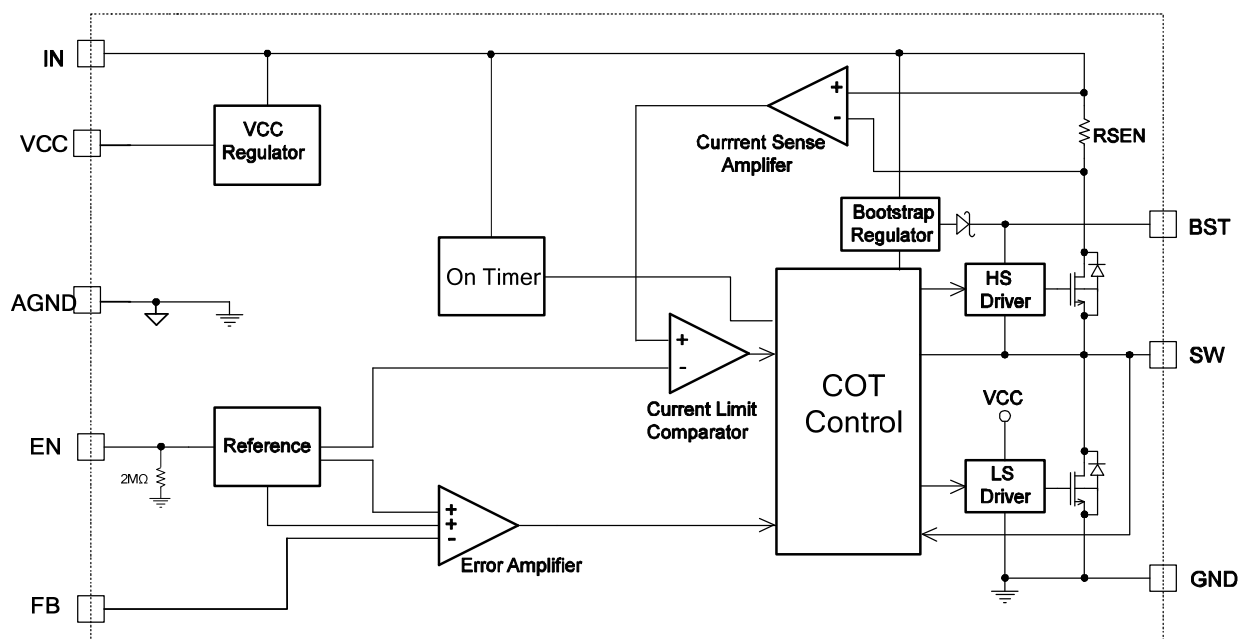 IN
VCC
VCC
Regulator
+
-
Currrent Sense
Amplifer
RSEN
Bootstrap
Regulator
BST
On Timer
HS
Driver
AGND
+
-
Current Limit
Comparator
COT
Control
SW
VCC
EN
2MΩ
Reference
LS
Driver
+
+
-
Error Amplifier
GND
FB